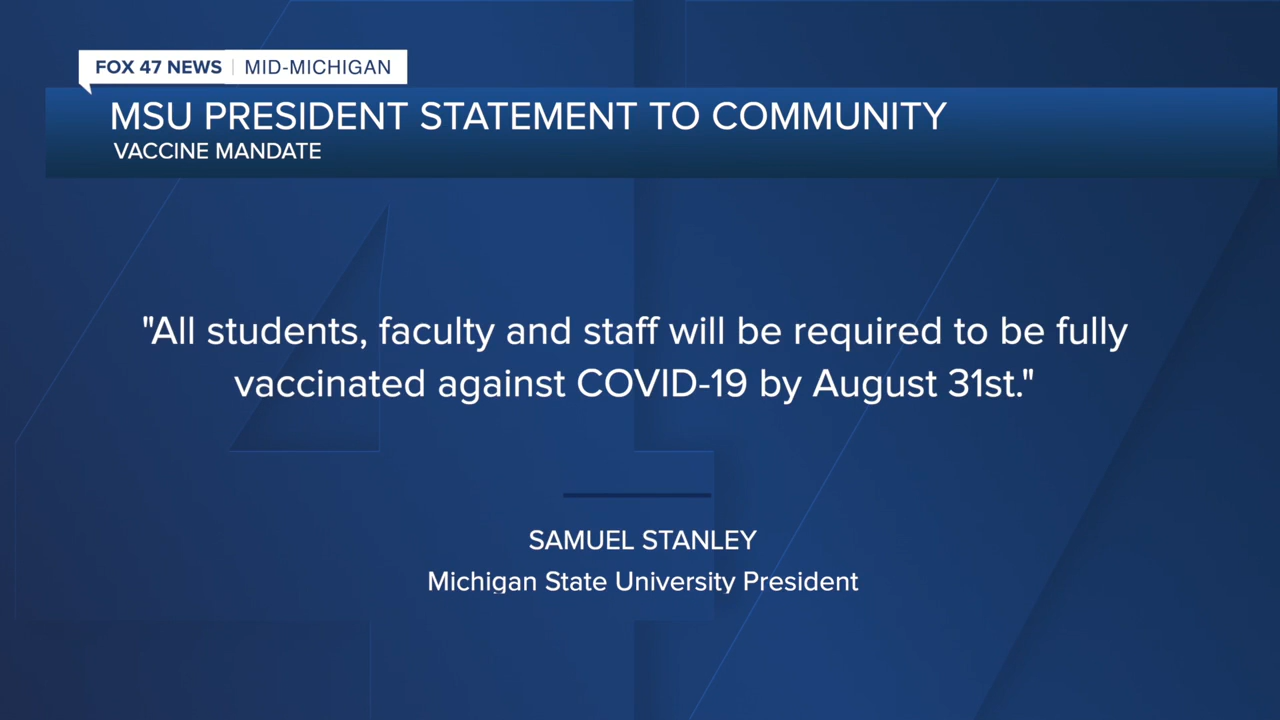 FOX 47 NEWS | MID-MICHIGAN
MSU PRESIDENT STATEMENT TO COMMUNITY
VACCINE MANDATE
"All students, faculty and staff will be required to be fully
vaccinated against COVID-19 by August 31st."
SAMUEL STANLEY
Michigan State University President